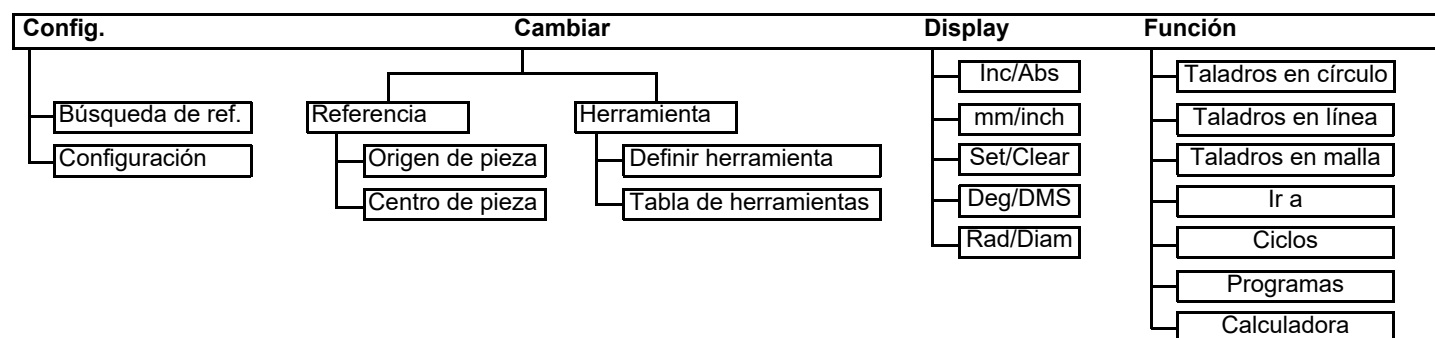 Config.
Cambiar
Display
Función
Búsqueda de ref.
Configuración
Referencia
Origen de pieza
Centro de pieza
Herramienta
Definir herramienta
Tabla de herramientas
Inc/Abs
mm/inch
Set/Clear
Deg/DMS
Rad/Diam
Taladros en círculo
Taladros en línea
Taladros en malla
Ir a
Ciclos
Programas
Calculadora